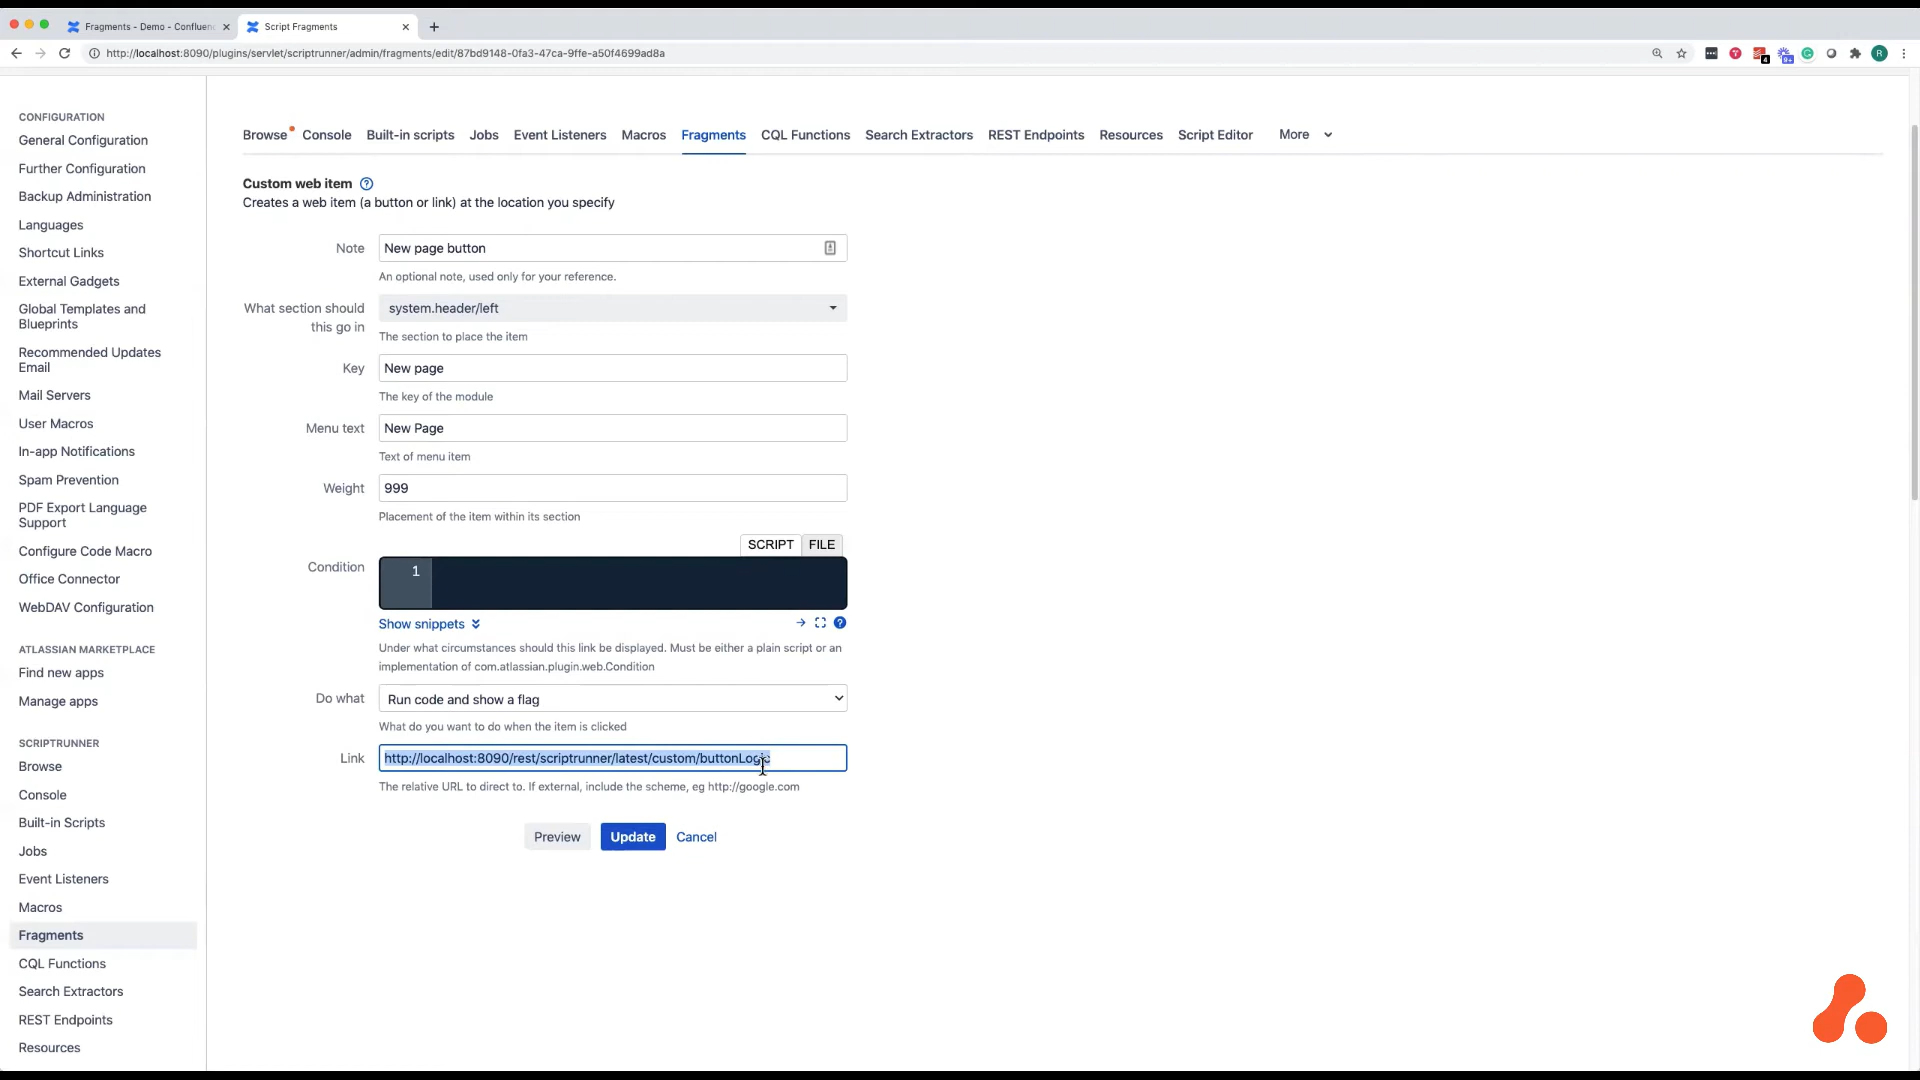 Fragments - Demo - Confluenc
Script Fragments
http://localhost:8090/plugins/servlet/scriptrunner/admin/fragments/edit/87bd9148-0fa3-47ca-9ffe-a50f4699ad8a
4
9+
R
CONFIGURATION
General Configuration
Further Configuration
Backup Administration
Languages
Shortcut Links
External Gadgets
Global Templates and
Blueprints
Recommended Updates
Email
Mail Servers
User Macros
In-app Notifications
Spam Prevention
PDF Export Language
Support
Configure Code Macro
Office Connector
WebDAV Configuration
ATLASSIAN MARKETPLACE
Find new apps
Manage apps
SCRIPTRUNNER
Browse
Console
Built-in Scripts
Jobs
Event Listeners
Macros
Fragments
CQL Functions
Search Extractors
REST Endpoints
Resources
Browse Console Built-in scripts Jobs Event Listeners Macros Fragments CQL Functions Search Extractors REST Endpoints Resources Script Editor More
Custom web item
Creates a web item (a button or link) at the location you specify
Note New page button
An optional note, used only for your reference.
What section should
this go in
system.header/left
The section to place the item
Key New page
The key of the module
Menu text New Page
Text of menu item
Weight 999
Placement of the item within its section
SCRIPT FILE
Condition 1
Show snippets
Under what circumstances should this link be displayed. Must be either a plain script or an
implementation of com.atlassian.plugin.web.Condition
Do what Run code and show a flag
What do you want to do when the item is clicked
Link http://localhost:8090/rest/scriptrunner/latest/custom/buttonLogic
The relative URL to direct to. If external, include the scheme, eg http://google.com
Preview Update Cancel